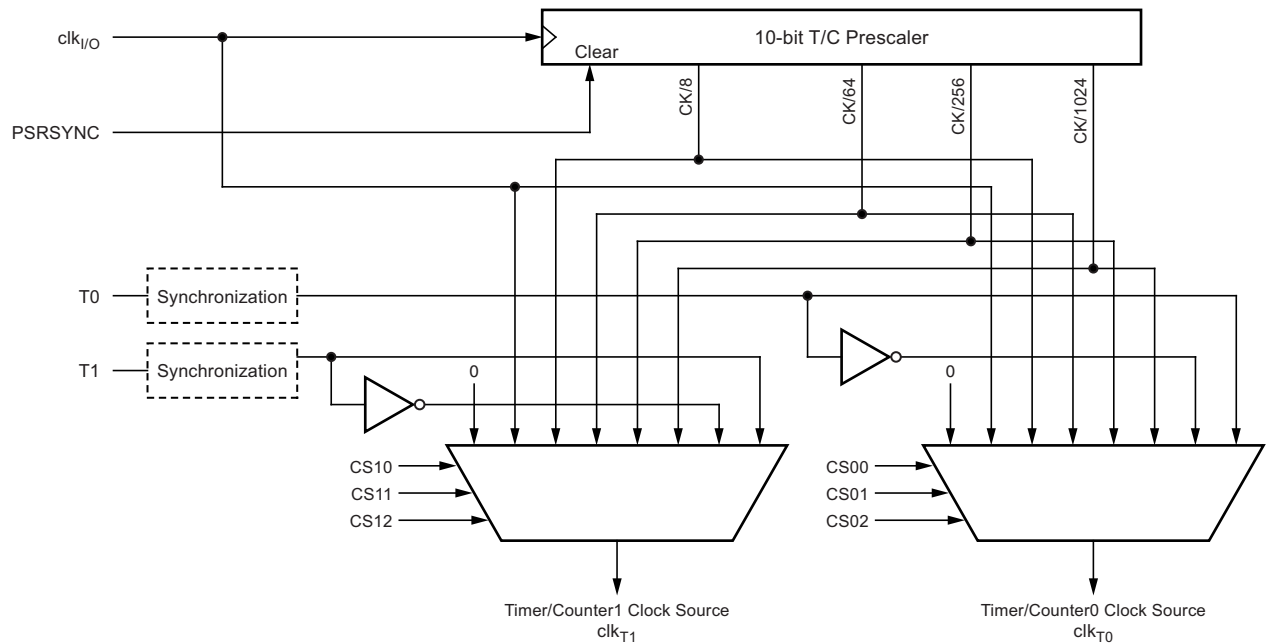 clkI/O
10-bit T/C Prescaler
Clear
PSRSYNC
CK/8
CK/64
CK/256
CK/1024
T0
Synchronization
T1
Synchronization
0
0
CS10
CS11
CS12
CS00
CS01
CS02
Timer/Counter1 Clock Source
clkT1
Timer/Counter0 Clock Source
clkT0